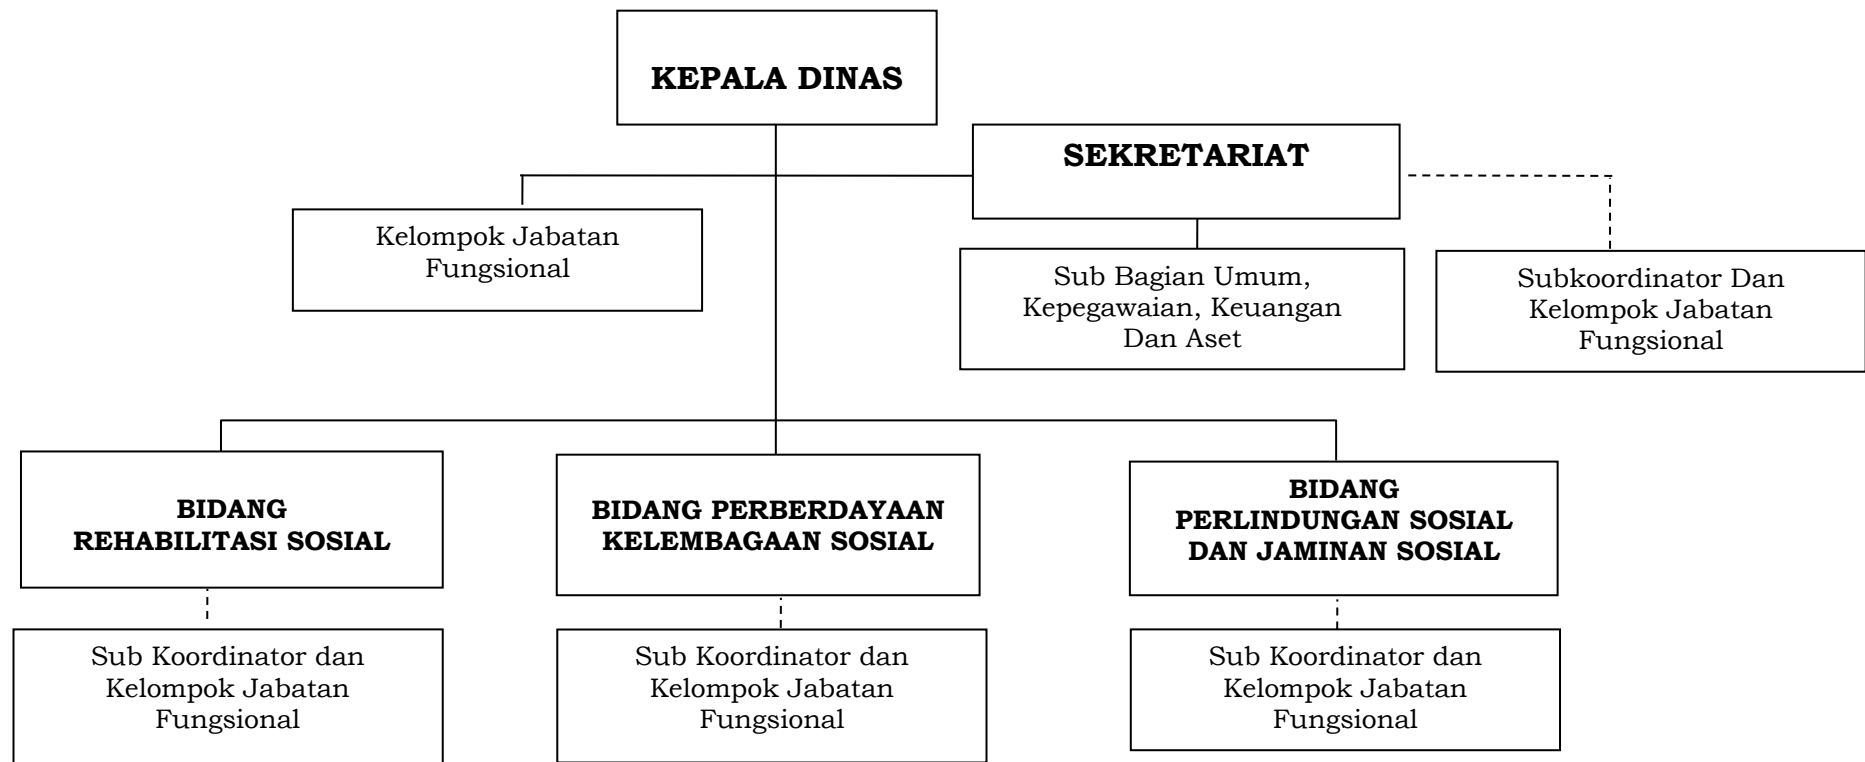 KEPALA DINAS
SEKRETARIAT
Kelompok Jabatan
Fungsional
Sub Bagian Umum,
Kepegawaian, Keuangan
Dan Aset
Subkoordinator Dan
Kelompok Jabatan
Fungsional
BIDANG
REHABILITASI SOSIAL
BIDANG PERBERDAYAAN
KELEMBAGAAN SOSIAL
BIDANG
PERLINDUNGAN SOSIAL
DAN JAMINAN SOSIAL
Sub Koordinator dan
Kelompok Jabatan
Fungsional
Sub Koordinator dan
Kelompok Jabatan
Fungsional
Sub Koordinator dan
Kelompok Jabatan
Fungsional